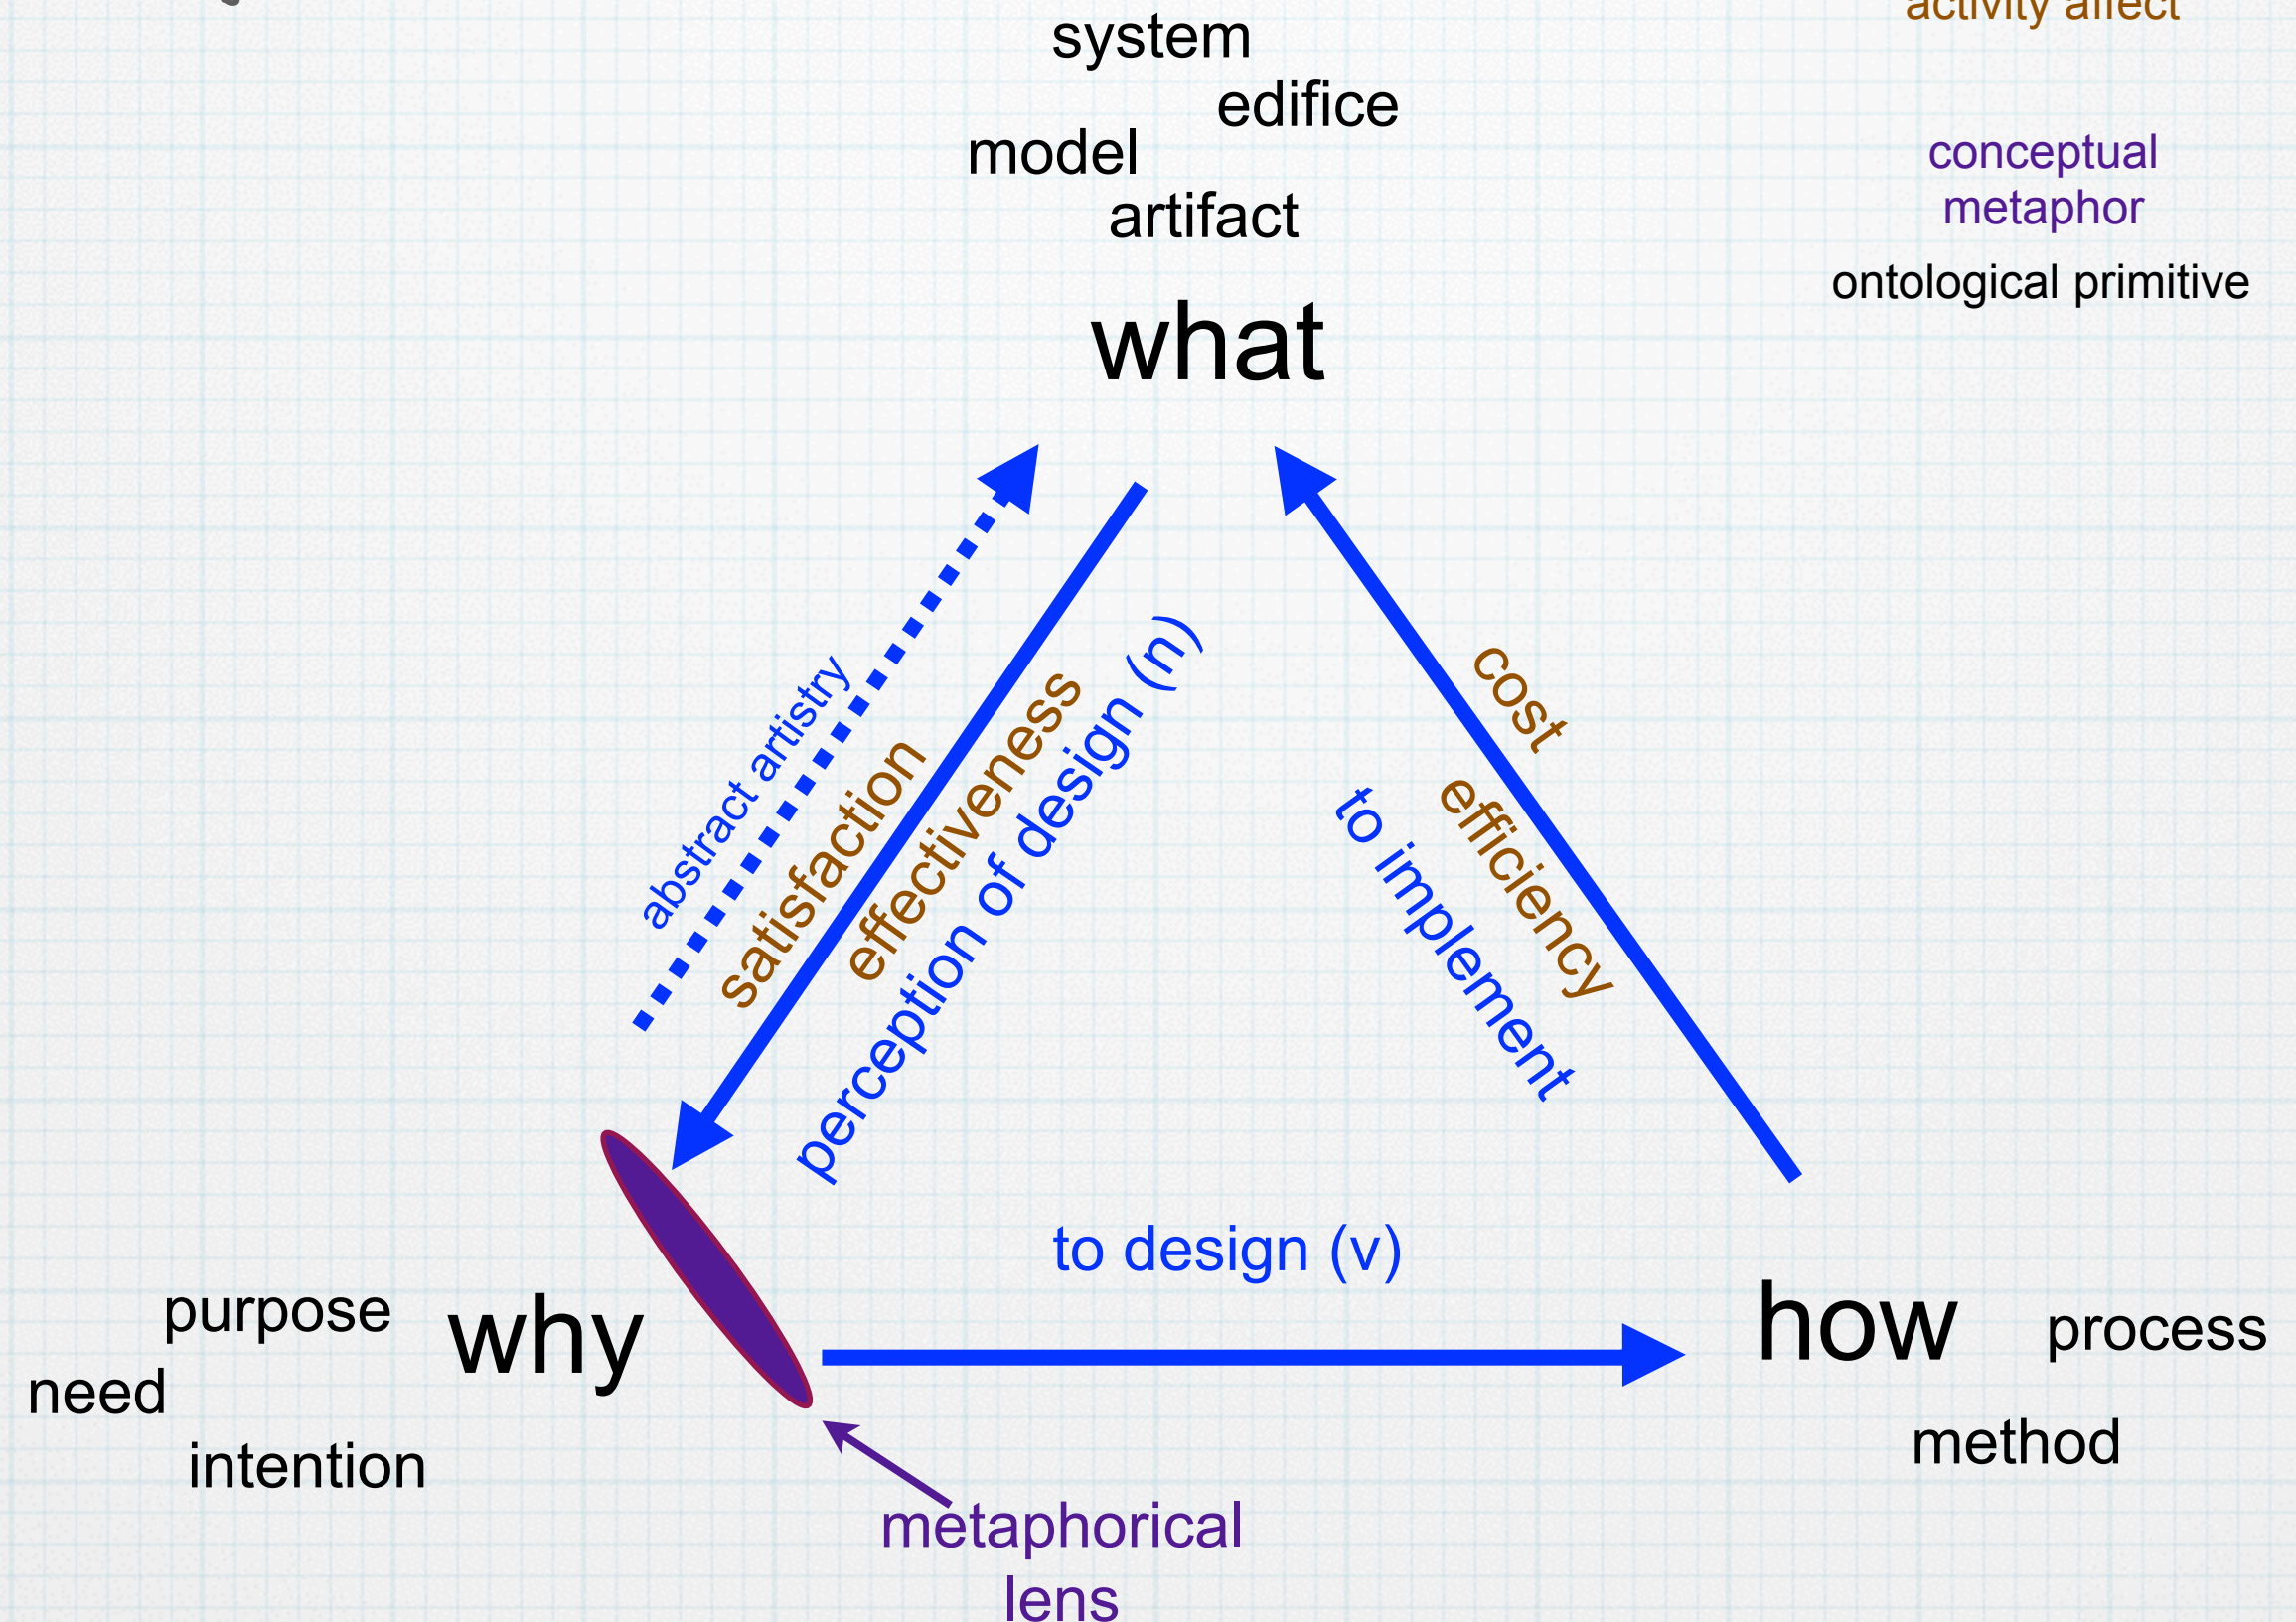 activity affect
system
edifice
model
artifact
conceptual
metaphor
ontological primitive
what
abstract artistry
satisfaction
effectiveness
perception of design (n)
cost
efficiency
to implement
to design (v)
purpose
why
need
intention
how
process
method
metaphorical
lens